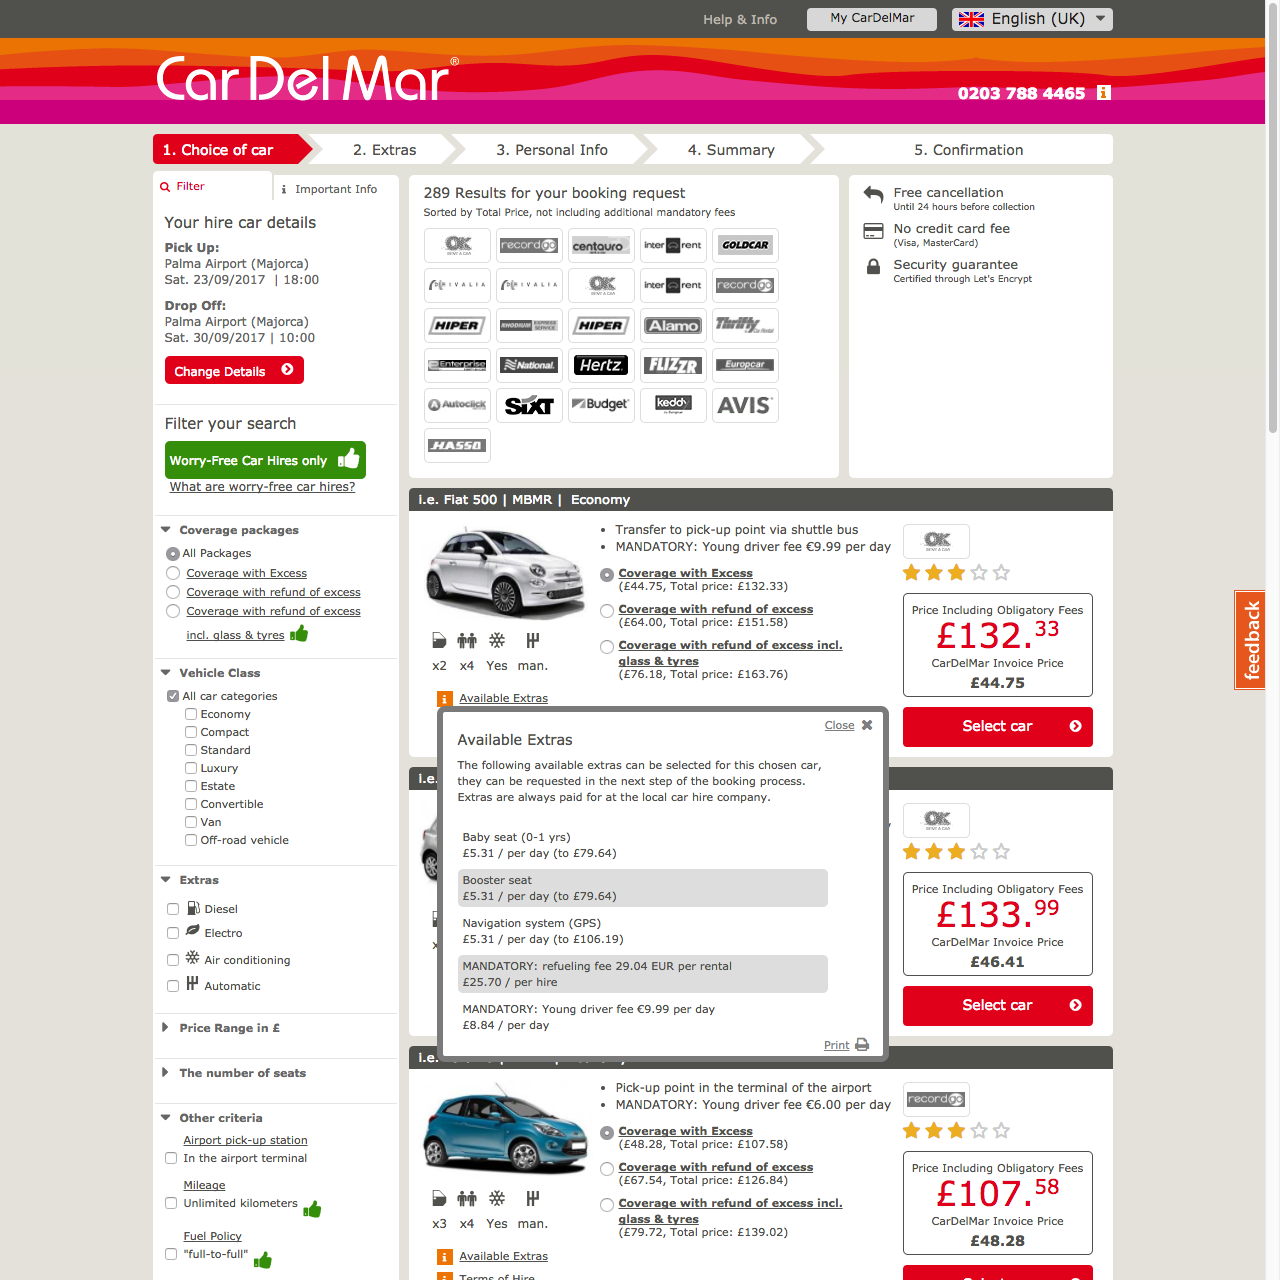 Help & Info
My CarDelMar
English (UK)
CarDelMar®
0203 788 4465
1. Choice of car
2. Extras
3. Personal Info
4. Summary
5. Confirmation
Filter
Important Info
Your hire car details
Pick Up:
Palma Airport (Majorca)
Sat. 23/09/2017 | 18:00
Drop Off:
Palma Airport (Majorca)
Sat. 30/09/2017 | 10:00
Change Details
Filter your search
Worry-Free Car Hires only
What are worry-free car hires?
Coverage packages
All Packages
Coverage with Excess
Coverage with refund of excess
Coverage with refund of excess
incl. glass & tyres
Vehicle Class
All car categories
Economy
Compact
Standard
Luxury
Estate
Convertible
Van
Off-road vehicle
Extras
Diesel
Electro
Air conditioning
Automatic
Price Range in £
The number of seats
Other criteria
Airport pick-up station
In the airport terminal
Mileage
Unlimited kilometers
Fuel Policy
"full-to-full"
289 Results for your booking request
Sorted by Total Price, not including additional mandatory fees
OK RENT A CAR
record go
centauro
interrent
GOLDCAR
OK RENT A CAR
interrent
record go
HIPER
RHODIUM EXPRESS SERVICE
HIPER
Alamo
Thrifty Car Rental
Enterprise
National
Hertz
FLIZZR
Europcar
Autoclick
SIXT
Budget
keddy
AVIS
HASSO
Free cancellation
Until 24 hours before collection
No credit card fee
(Visa, MasterCard)
Security guarantee
Certified through Let's Encrypt
i.e. Fiat 500 | MBMR | Economy
Transfer to pick-up point via shuttle bus
MANDATORY: Young driver fee €9.99 per day
Coverage with Excess
(£44.75, Total price: £132.33)
Coverage with refund of excess
(£64.00, Total price: £151.58)
Coverage with refund of excess incl.
glass & tyres
(£76.18, Total price: £163.76)
x2 x4 Yes man.
Available Extras
OK RENT A CAR
Price Including Obligatory Fees
£132.33
CarDelMar Invoice Price
£44.75
Select car
Close
Available Extras
The following available extras can be selected for this chosen car,
they can be requested in the next step of the booking process.
Extras are always paid for at the local car hire company.
Baby seat (0-1 yrs)
£5.31 / per day (to £79.64)
Booster seat
£5.31 / per day (to £79.64)
Navigation system (GPS)
£5.31 / per day (to £106.19)
MANDATORY: refueling fee 29.04 EUR per rental
£25.70 / per hire
MANDATORY: Young driver fee €9.99 per day
£8.84 / per day
Print
i.e.
OK RENT A CAR
Price Including Obligatory Fees
£133.99
CarDelMar Invoice Price
£46.41
Select car
i.e.
Pick-up point in the terminal of the airport
MANDATORY: Young driver fee €6.00 per day
Coverage with Excess
(£48.28, Total price: £107.58)
Coverage with refund of excess
(£67.54, Total price: £126.84)
Coverage with refund of excess incl.
glass & tyres
(£79.72, Total price: £139.02)
x3 x4 Yes man.
Available Extras
Terms of Hire
record go
Price Including Obligatory Fees
£107.58
CarDelMar Invoice Price
£48.28
Select car
feedback